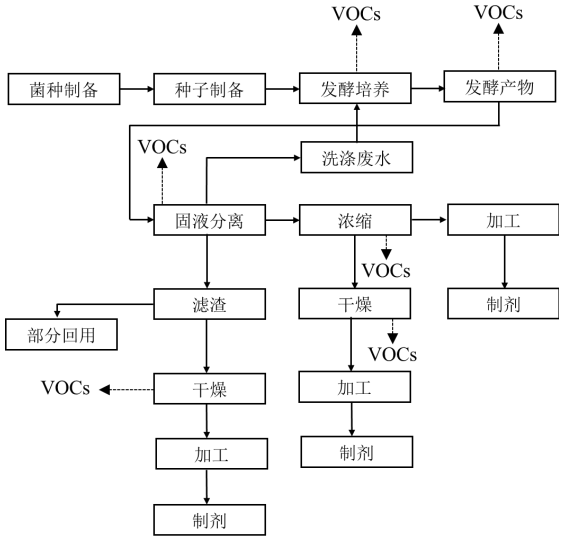 VOCs
VOCs
菌种制备
种子制备
发酵培养
发酵产物
VOCs
洗涤废水
固液分离
浓缩
加工
VOCs
滤渣
干燥
制剂
部分回用
VOCs
VOCs
干燥
加工
加工
制剂
制剂